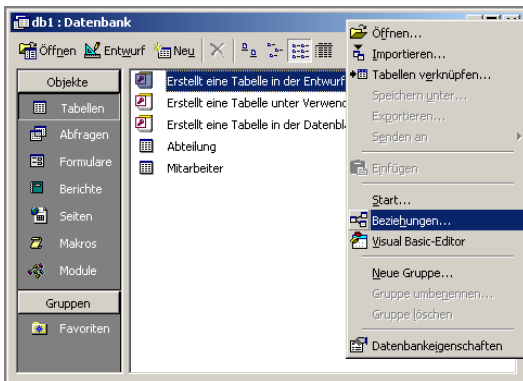 db1 : Datenbank
Öffnen Entwurf Neu
Objekte
Tabellen
Abfragen
Formulare
Berichte
Seiten
Makros
Module
Gruppen
Favoriten
Erstellt eine Tabelle in der Entwurf
Erstellt eine Tabelle unter Verwend
Erstellt eine Tabelle in der Datenbl
Abteilung
Mitarbeiter
Öffnen...
Importieren...
Tabellen verknüpfen...
Speichern unter...
Exportieren...
Senden an
Einfügen
Start...
Beziehungen...
Visual Basic-Editor
Neue Gruppe...
Gruppe umbenennen...
Gruppe löschen
Datenbankeigenschaften